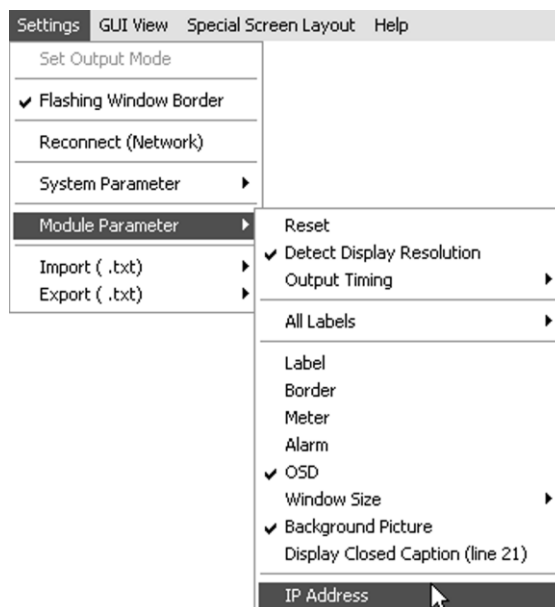 Settings GUI View Special Screen Layout Help
Set Output Mode
Flashing Window Border
Reconnect (Network)
System Parameter
Module Parameter
Import ( .txt)
Export ( .txt)
Reset
Detect Display Resolution
Output Timing
All Labels
Label
Border
Meter
Alarm
OSD
Window Size
Background Picture
Display Closed Caption (line 21)
IP Address